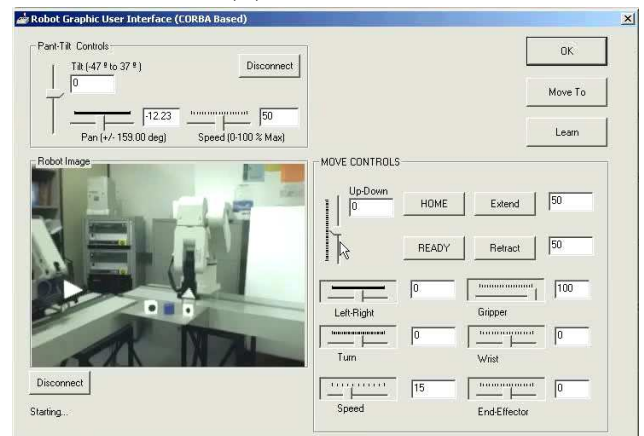 Robot Graphic User Interface (CORBA Based)
Pant-Tilt Controls
Tilt (-47 º to 37 º )
0
Disconnect
-12.23
50
Pan (+/- 159.00 deg)
Speed (0-100 % Max)
OK
Move To
Learn
Robot Image
Disconnect
Starting...
MOVE CONTROLS
Up-Down
0
HOME
Extend
50
READY
Retract
50
0
100
Left-Right
Gripper
0
0
Turn
Wrist
15
0
Speed
End-Effector